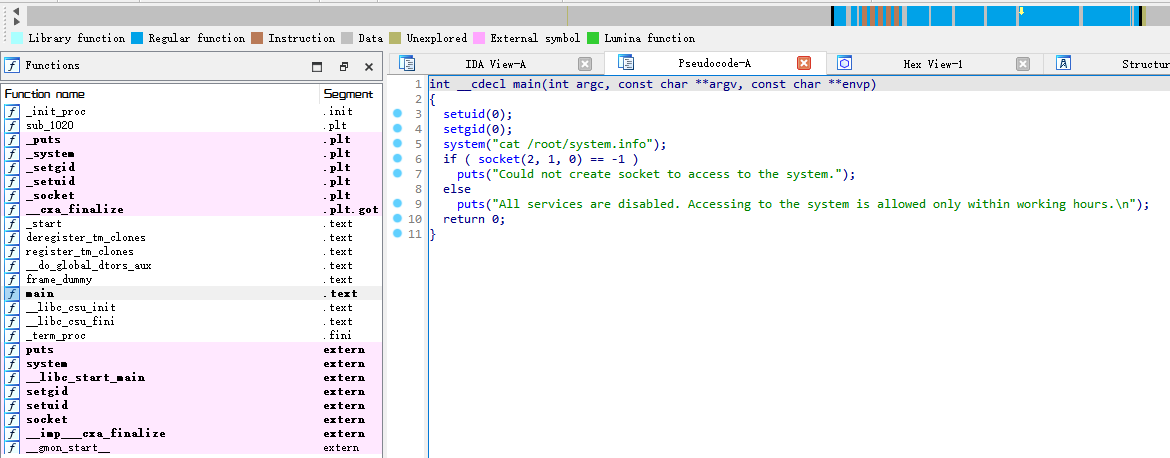 Library function Regular function Instruction Data Unexplored External symbol Lumina function
Functions
Function name Segment
_init_proc .init
sub_1020 .plt
_puts .plt
_system .plt
_setgid .plt
_setuid .plt
_socket .plt
__cxa_finalize .plt.got
_start .text
deregister_tm_clones .text
register_tm_clones .text
__do_global_dtors_aux .text
frame_dummy .text
main .text
__libc_csu_init .text
__libc_csu_fini .text
_term_proc .fini
puts extern
system extern
__libc_start_main extern
setgid extern
setuid extern
socket extern
__imp___cxa_finalize extern
__gmon_start__ extern
IDA View-A Pseudocode-A Hex View-1 Structur
1 int __cdecl main(int argc, const char **argv, const char **envp)
2 {
3 setuid(0);
4 setgid(0);
5 system("cat /root/system.info");
6 if ( socket(2, 1, 0) == -1 )
7 puts("Could not create socket to access to the system.");
8 else
9 puts("All services are disabled. Accessing to the system is allowed only within working hours.\n");
10 return 0;
11 }